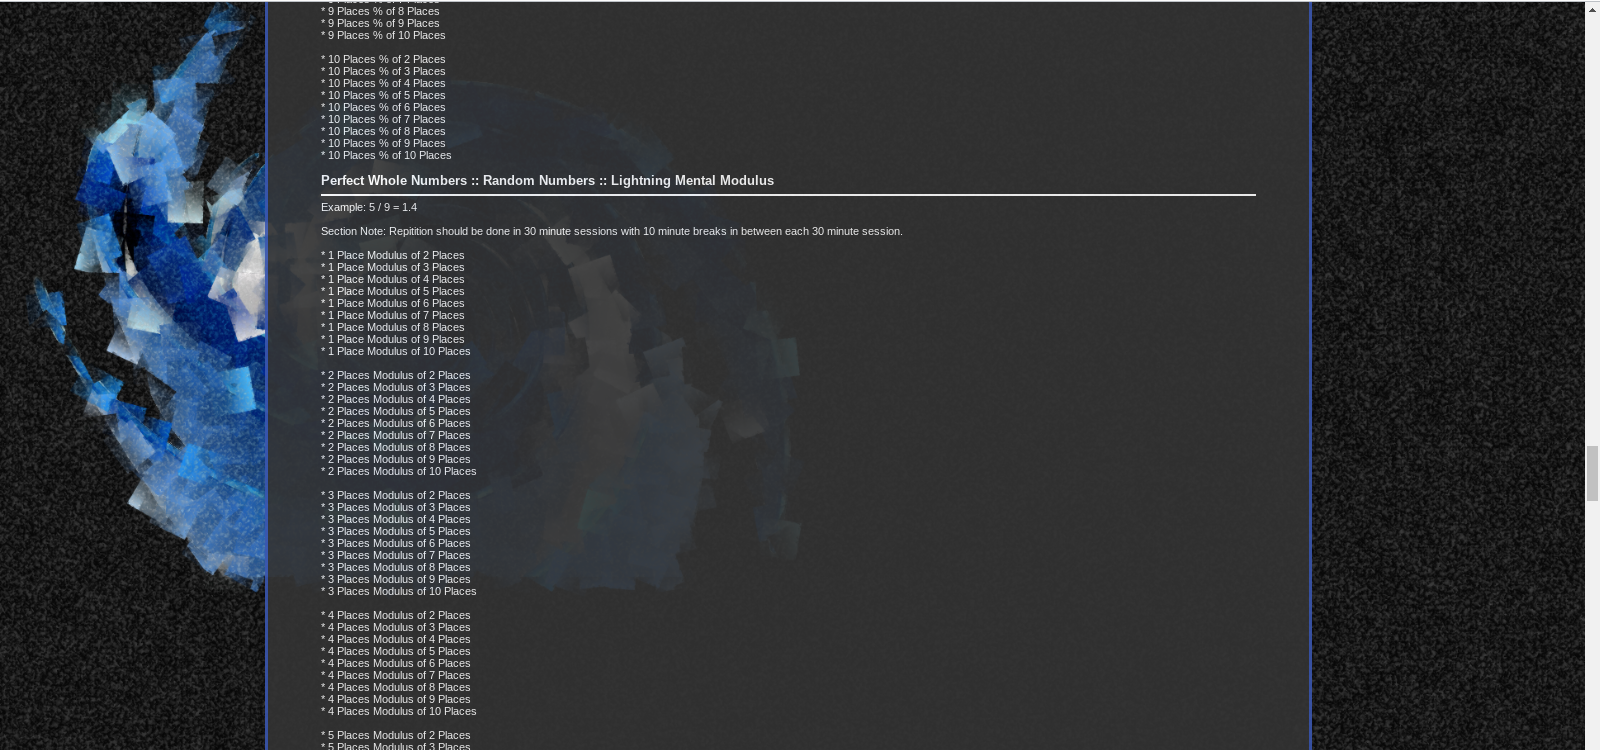 * 9 Places % of 8 Places
* 9 Places % of 9 Places
* 9 Places % of 10 Places
* 10 Places % of 2 Places
* 10 Places % of 3 Places
* 10 Places % of 4 Places
* 10 Places % of 5 Places
* 10 Places % of 6 Places
* 10 Places % of 7 Places
* 10 Places % of 8 Places
* 10 Places % of 9 Places
* 10 Places % of 10 Places
Perfect Whole Numbers :: Random Numbers :: Lightning Mental Modulus
Example: 5 / 9 = 1.4
Section Note: Repitition should be done in 30 minute sessions with 10 minute breaks in between each 30 minute session.
* 1 Place Modulus of 2 Places
* 1 Place Modulus of 3 Places
* 1 Place Modulus of 4 Places
* 1 Place Modulus of 5 Places
* 1 Place Modulus of 6 Places
* 1 Place Modulus of 7 Places
* 1 Place Modulus of 8 Places
* 1 Place Modulus of 9 Places
* 1 Place Modulus of 10 Places
* 2 Places Modulus of 2 Places
* 2 Places Modulus of 3 Places
* 2 Places Modulus of 4 Places
* 2 Places Modulus of 5 Places
* 2 Places Modulus of 6 Places
* 2 Places Modulus of 7 Places
* 2 Places Modulus of 8 Places
* 2 Places Modulus of 9 Places
* 2 Places Modulus of 10 Places
* 3 Places Modulus of 2 Places
* 3 Places Modulus of 3 Places
* 3 Places Modulus of 4 Places
* 3 Places Modulus of 5 Places
* 3 Places Modulus of 6 Places
* 3 Places Modulus of 7 Places
* 3 Places Modulus of 8 Places
* 3 Places Modulus of 9 Places
* 3 Places Modulus of 10 Places
* 4 Places Modulus of 2 Places
* 4 Places Modulus of 3 Places
* 4 Places Modulus of 4 Places
* 4 Places Modulus of 5 Places
* 4 Places Modulus of 6 Places
* 4 Places Modulus of 7 Places
* 4 Places Modulus of 8 Places
* 4 Places Modulus of 9 Places
* 4 Places Modulus of 10 Places
* 5 Places Modulus of 2 Places
* 5 Places Modulus of 3 Places